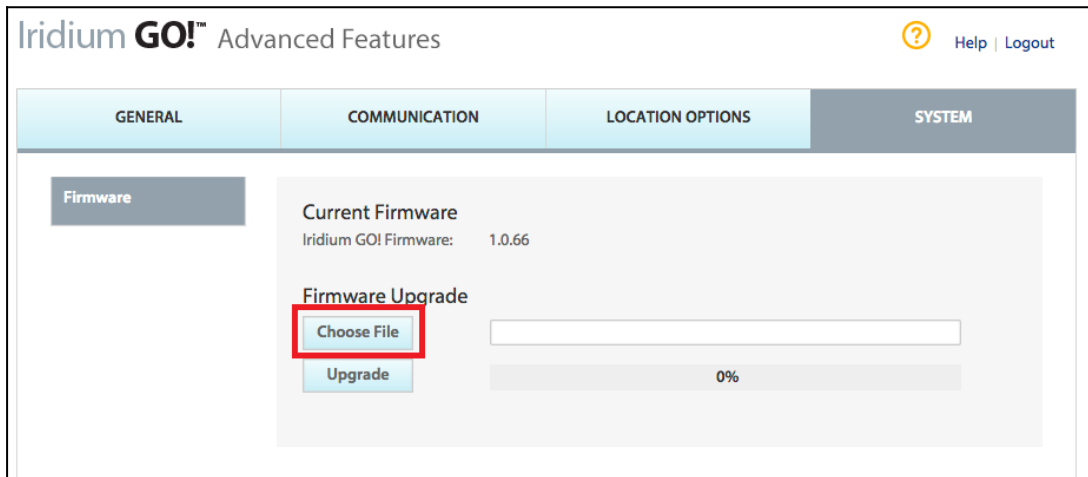 Iridium GO!™ Advanced Features
? Help | Logout
GENERAL COMMUNICATION LOCATION OPTIONS SYSTEM
Firmware
Current Firmware
Iridium GO! Firmware: 1.0.66
Firmware Upgrade
Choose File
Upgrade 0%